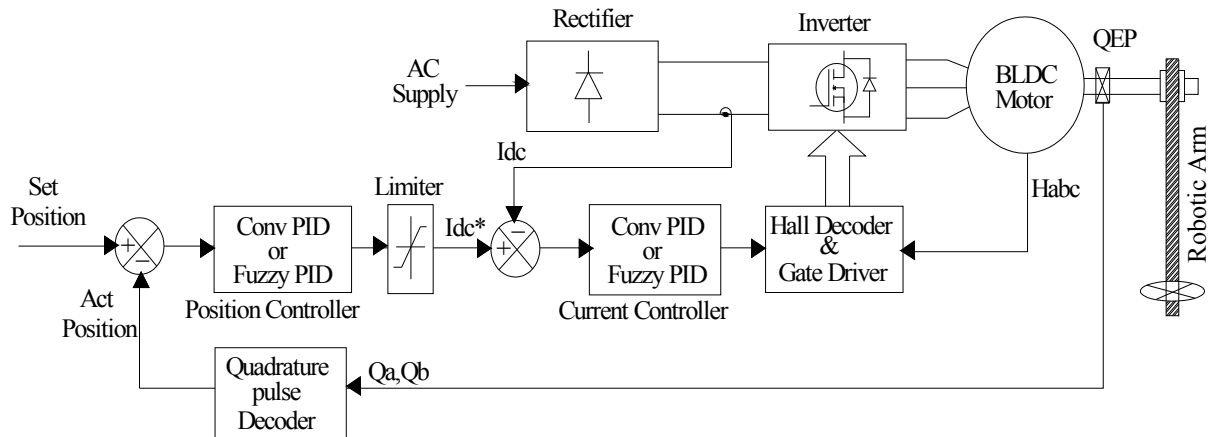 Rectifier
Inverter
QEP
AC
Supply
BLDC
Motor
Idc
Habc
Robotic Arm
Set
Position
Limiter
Idc*
+
−
Conv PID
or
Fuzzy PID
Position Controller
+
−
Conv PID
or
Fuzzy PID
Current Controller
Hall Decoder
&
Gate Driver
Act
Position
Quadrature
pulse
Decoder
Qa,Qb